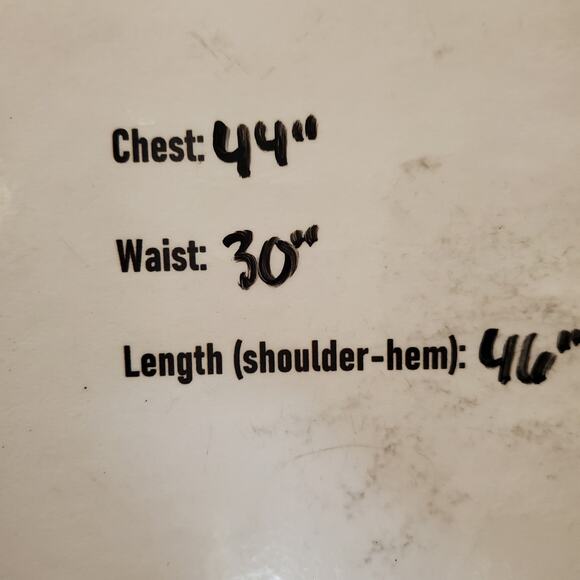 Chest: 44"
Waist: 30"
Length (shoulder-hem): 46"